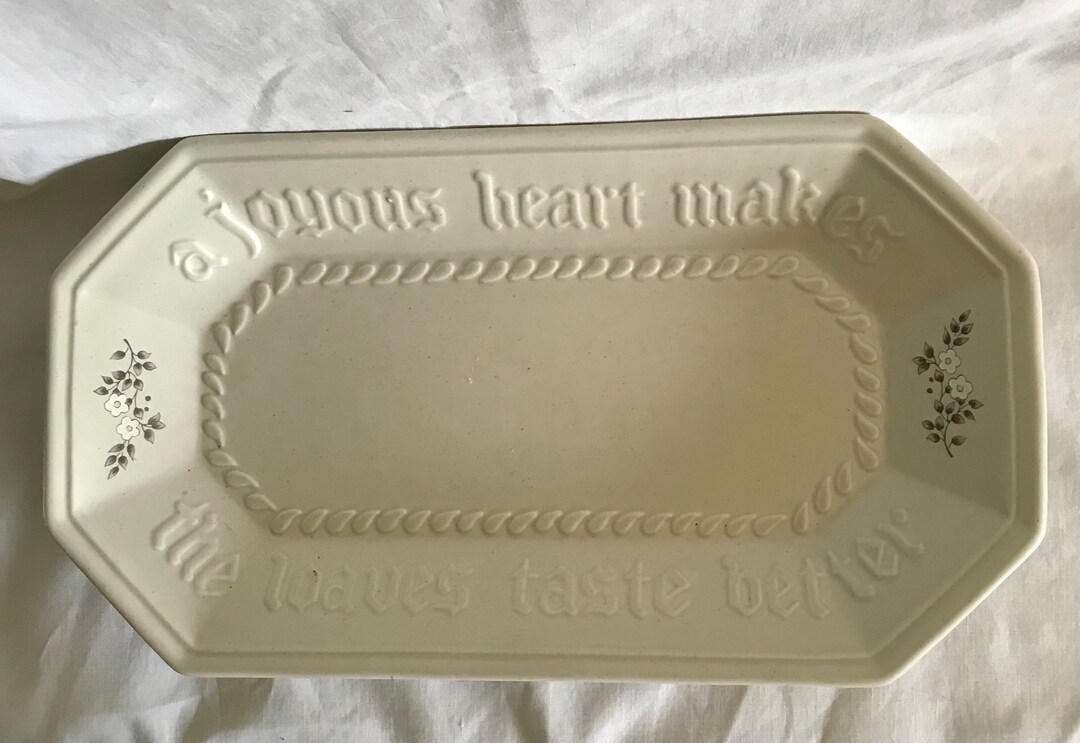 a joyous heart makes
the loaves taste better